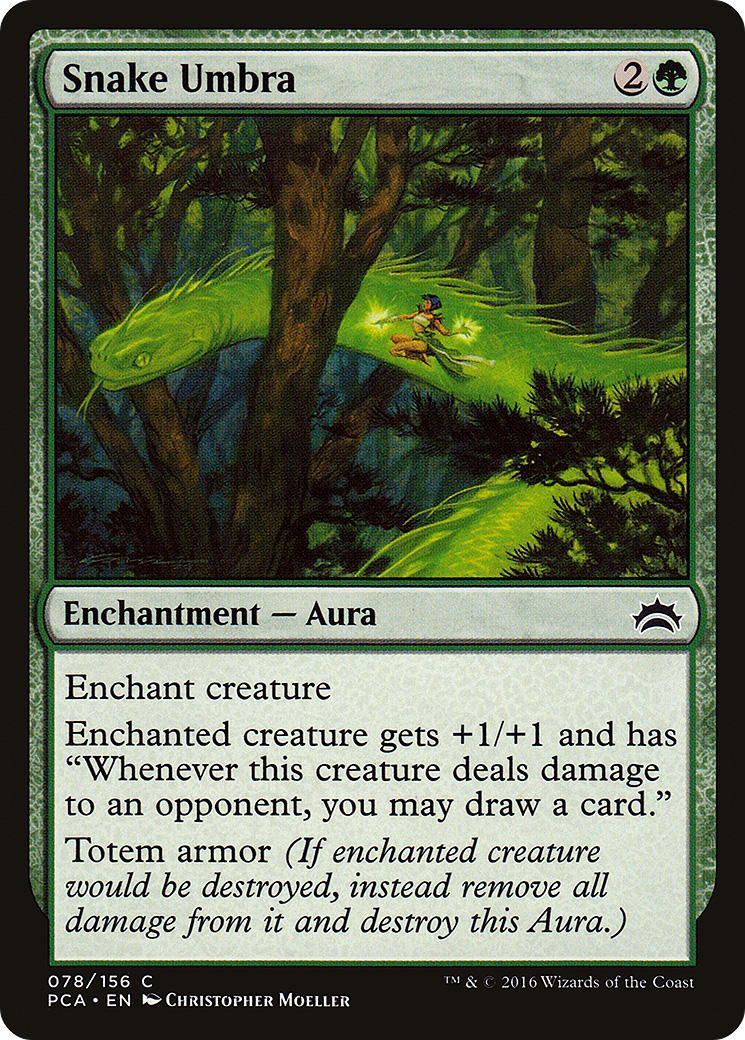 Snake Umbra 2
Enchantment — Aura
Enchant creature
Enchanted creature gets +1/+1 and has
“Whenever this creature deals damage
to an opponent, you may draw a card.”
Totem armor (If enchanted creature
would be destroyed, instead remove all
damage from it and destroy this Aura.)
078/156 C
PCA • EN Christopher Moeller
™ & © 2016 Wizards of the Coast